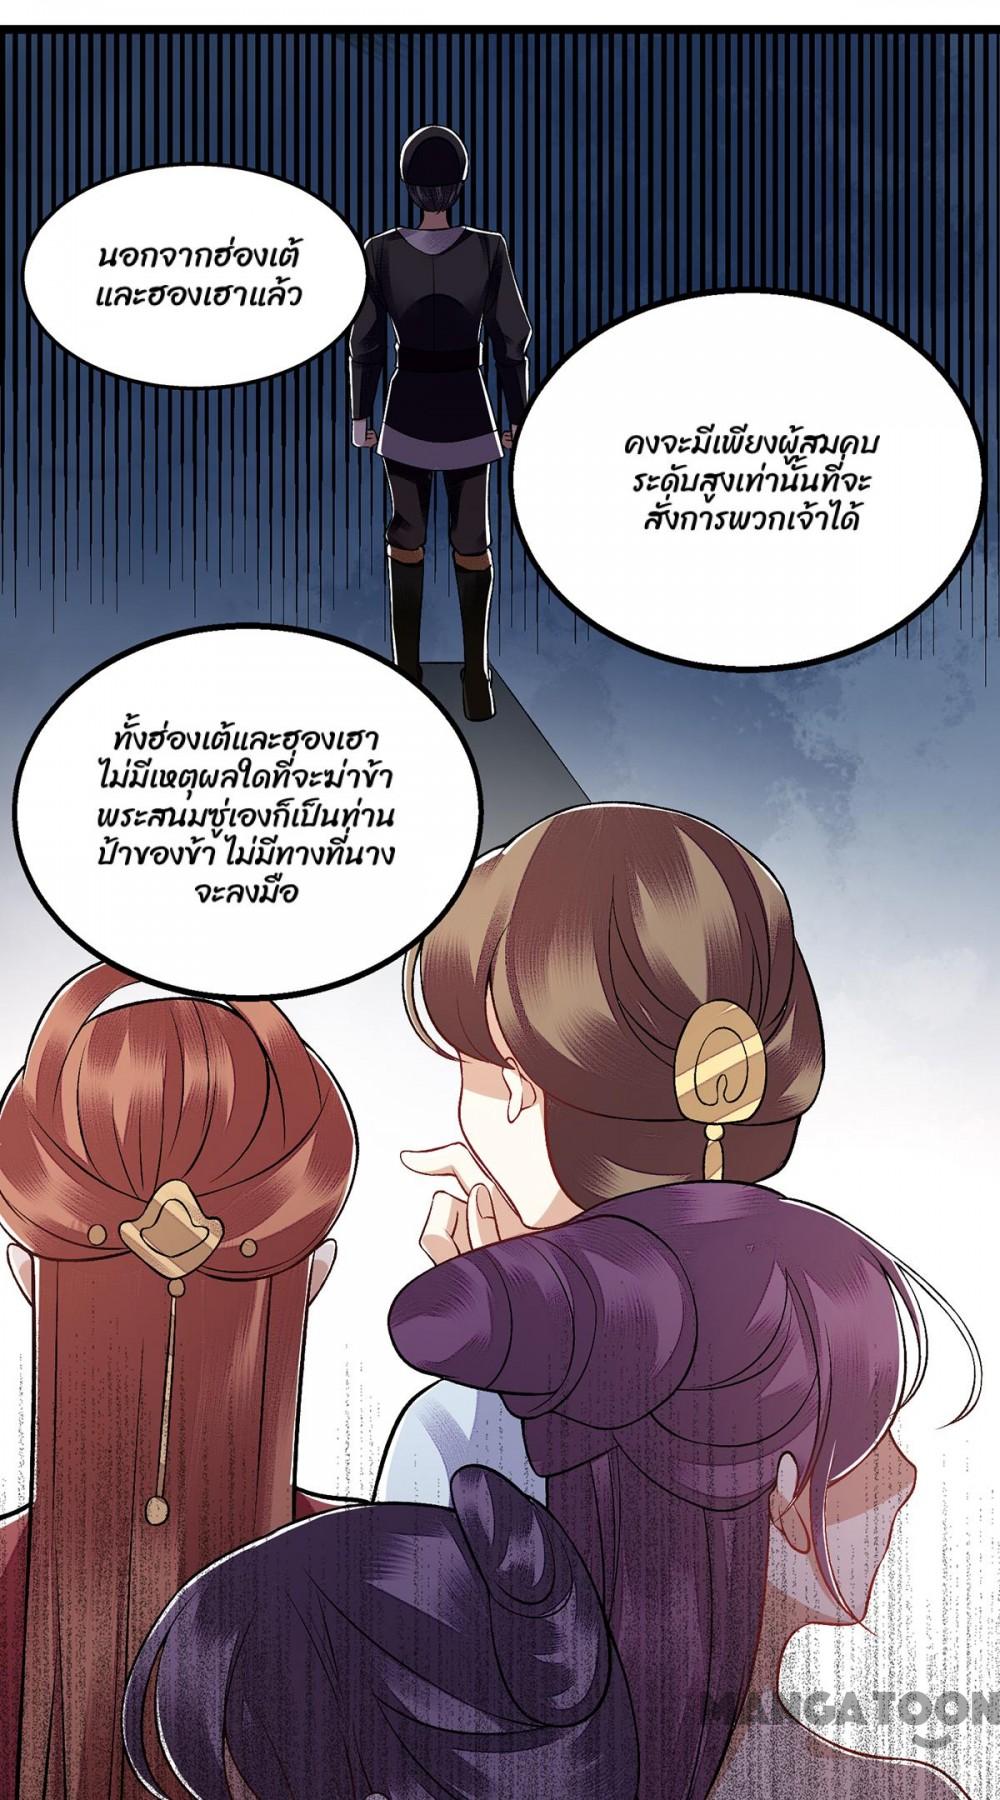 นอกจากฮ่องเต้
และฮองเฮาแล้ว
คงจะมีเพียงผู้สมคบ
ระดับสูงเท่านั้นที่จะ
สั่งการพวกเจ้าได้
ทั้งฮ่องเต้และฮองเฮา
ไม่มีเหตุผลใดที่จะฆ่าข้า
พระสนมซู่เองก็เป็นท่าน
ป้าของข้า ไม่มีทางที่นาง
จะลงมือ
MANGATOON